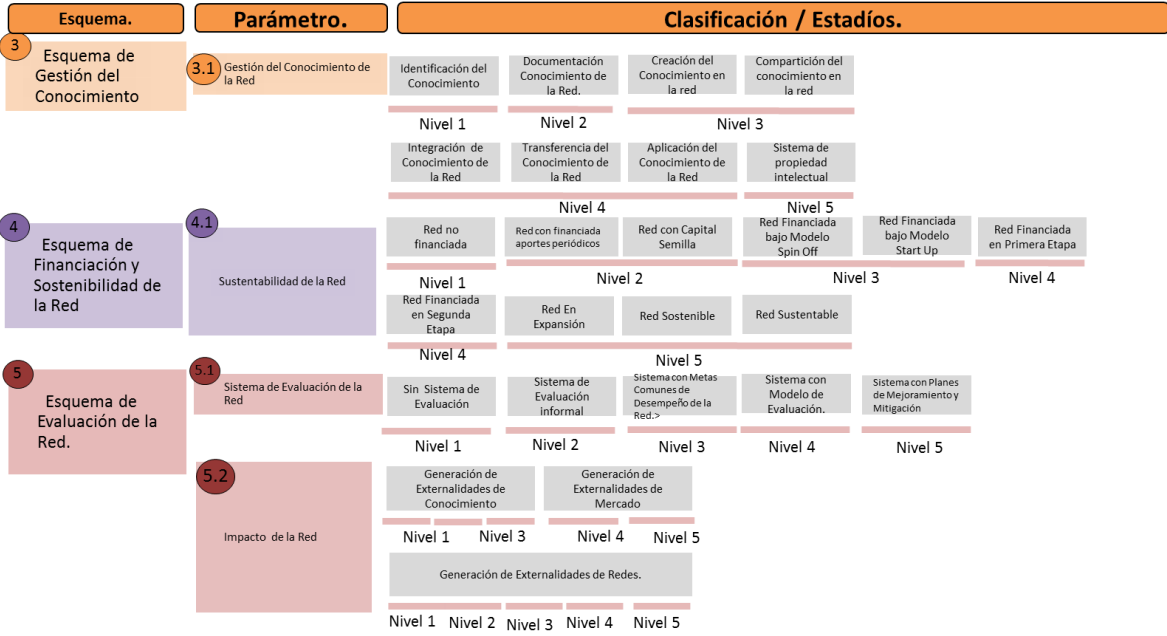 Esquema.
Parámetro.
Clasificación / Estadíos.
3
Esquema de
Gestión del
Conocimiento
3.1
Gestión del Conocimiento de
la Red
Identificación del
Conocimiento
Documentación
Conocimiento de
la Red.
Creación del
Conocimiento en
la red
Compartición del
conocimiento en
la red
Nivel 1
Nivel 2
Nivel 3
Integración de
Conocimiento de
la Red
Transferencia del
Conocimiento de
la Red
Aplicación del
Conocimiento de
la Red
Sistema de
propiedad
intelectual
Nivel 4
Nivel 5
4
Esquema de
Financiación y
Sostenibilidad de
la Red
4.1
Sustentabilidad de la Red
Red no
financiada
Red con financiada
aportes periódicos
Red con Capital
Semilla
Red Financiada
bajo Modelo
Spin Off
Red Financiada
bajo Modelo
Start Up
Red Financiada
en Primera Etapa
Nivel 1
Nivel 2
Nivel 3
Nivel 4
Red Financiada
en Segunda
Etapa
Red En
Expansión
Red Sostenible
Red Sustentable
Nivel 4
Nivel 5
5
Esquema de
Evaluación de la
Red.
5.1
Sistema de Evaluación de la
Red
Sin Sistema de
Evaluación
Sistema de
Evaluación
informal
Sistema con Metas
Comunes de
Desempeño de la
Red.>
Sistema con
Modelo de
Evaluación.
Sistema con Planes
de Mejoramiento y
Mitigación
Nivel 1
Nivel 2
Nivel 3
Nivel 4
Nivel 5
5.2
Impacto de la Red
Generación de
Externalidades de
Conocimiento
Generación de
Externalidades de
Mercado
Nivel 1
Nivel 3
Nivel 4
Nivel 5
Generación de Externalidades de Redes.
Nivel 1
Nivel 2
Nivel 3
Nivel 4
Nivel 5